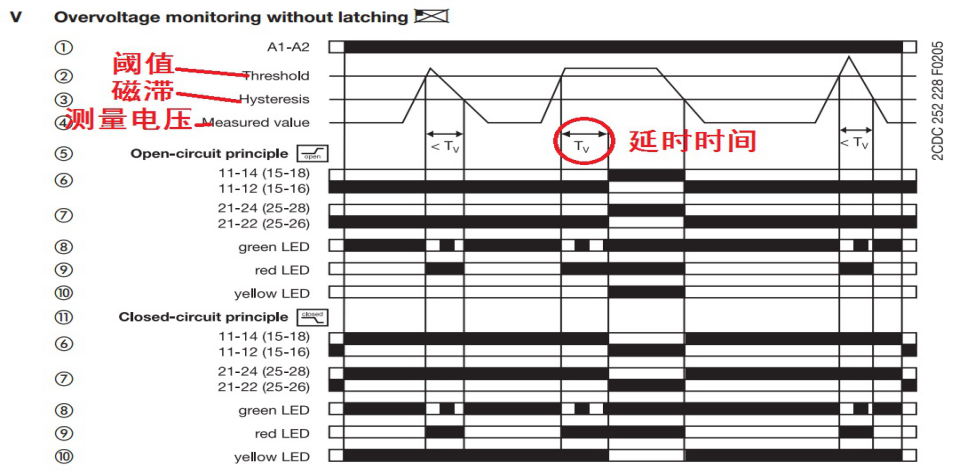 V Overvoltage monitoring without latching
① A1-A2
阈值
② Threshold
磁滞
③ Hysteresis
测量电压
④ Measured value
< Tv Tv 延时时间 < Tv
⑤ Open-circuit principle open
⑥ 11-14 (15-18)
11-12 (15-16)
⑦ 21-24 (25-28)
21-22 (25-26)
⑧ green LED
⑨ red LED
⑩ yellow LED
⑪ Closed-circuit principle closed
⑥ 11-14 (15-18)
11-12 (15-16)
⑦ 21-24 (25-28)
21-22 (25-26)
⑧ green LED
⑨ red LED
⑩ yellow LED
2CDC 252 228 F0205